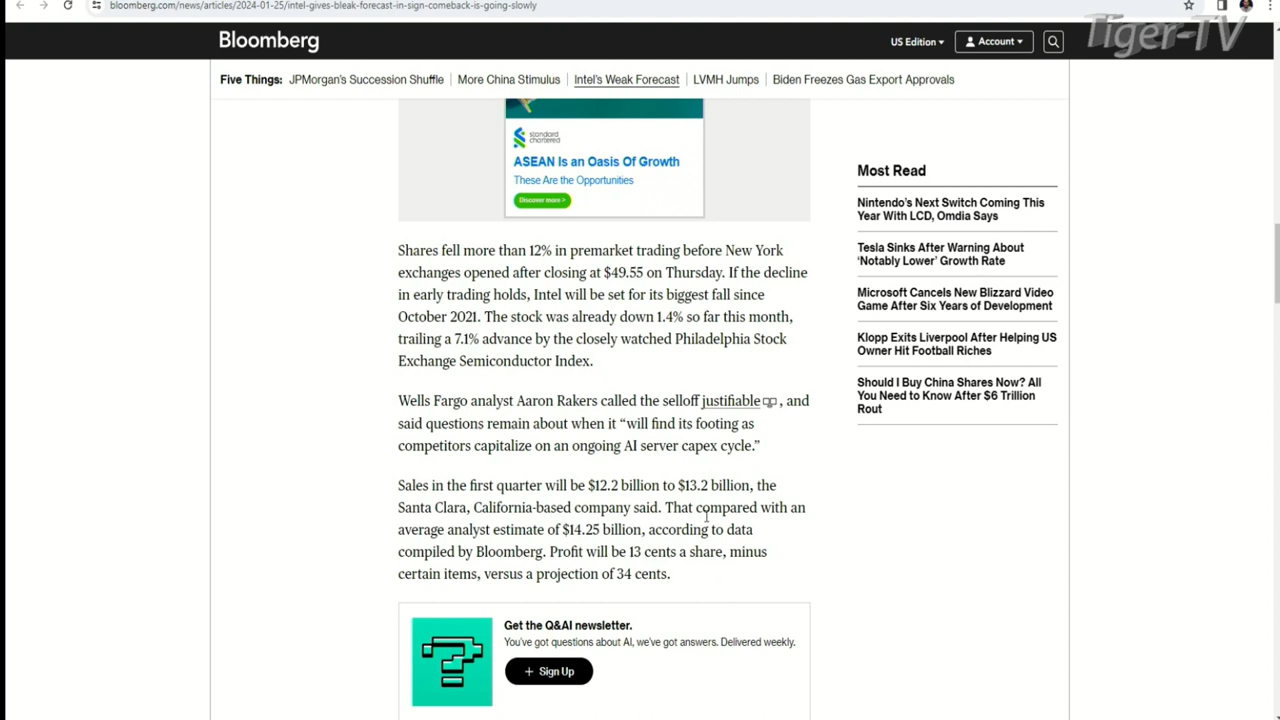 bloomberg.com/news/articles/2024-01-25/intel-gives-bleak-forecast-in-sign-comeback-is-going-slowly
Tiger-TV
Bloomberg
US Edition
Account
Five Things: JPMorgan's Succession Shuffle | More China Stimulus | Intel's Weak Forecast | LVMH Jumps | Biden Freezes Gas Export Approvals
standard
chartered
ASEAN Is an Oasis Of Growth
These Are the Opportunities
Discover more >
Shares fell more than 12% in premarket trading before New York
exchanges opened after closing at $49.55 on Thursday. If the decline
in early trading holds, Intel will be set for its biggest fall since
October 2021. The stock was already down 1.4% so far this month,
trailing a 7.1% advance by the closely watched Philadelphia Stock
Exchange Semiconductor Index.
Wells Fargo analyst Aaron Rakers called the selloff justifiable, and
said questions remain about when it “will find its footing as
competitors capitalize on an ongoing AI server capex cycle.”
Sales in the first quarter will be $12.2 billion to $13.2 billion, the
Santa Clara, California-based company said. That compared with an
average analyst estimate of $14.25 billion, according to data
compiled by Bloomberg. Profit will be 13 cents a share, minus
certain items, versus a projection of 34 cents.
Get the Q&AI newsletter.
You've got questions about AI, we've got answers. Delivered weekly.
+ Sign Up
Most Read
Nintendo's Next Switch Coming This
Year With LCD, Omdia Says
Tesla Sinks After Warning About
‘Notably Lower’ Growth Rate
Microsoft Cancels New Blizzard Video
Game After Six Years of Development
Klopp Exits Liverpool After Helping US
Owner Hit Football Riches
Should I Buy China Shares Now? All
You Need to Know After $6 Trillion
Rout